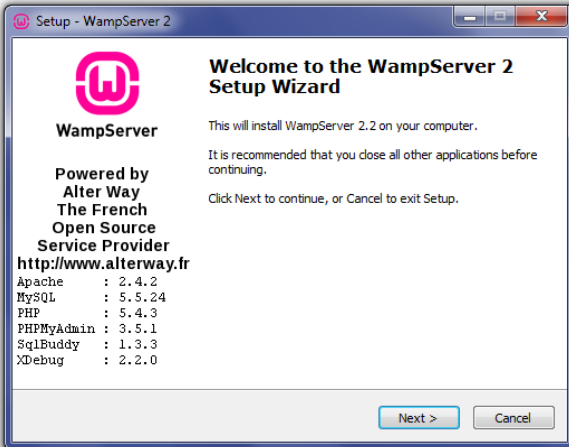 Setup - WampServer 2
WampServer
Powered by
Alter Way
The French
Open Source
Service Provider
http://www.alterway.fr
Apache : 2.4.2
MySQL : 5.5.24
PHP : 5.4.3
PHPMyAdmin : 3.5.1
SqlBuddy : 1.3.3
XDebug : 2.2.0
Welcome to the WampServer 2
Setup Wizard
This will install WampServer 2.2 on your computer.
It is recommended that you close all other applications before
continuing.
Click Next to continue, or Cancel to exit Setup.
Next >
Cancel